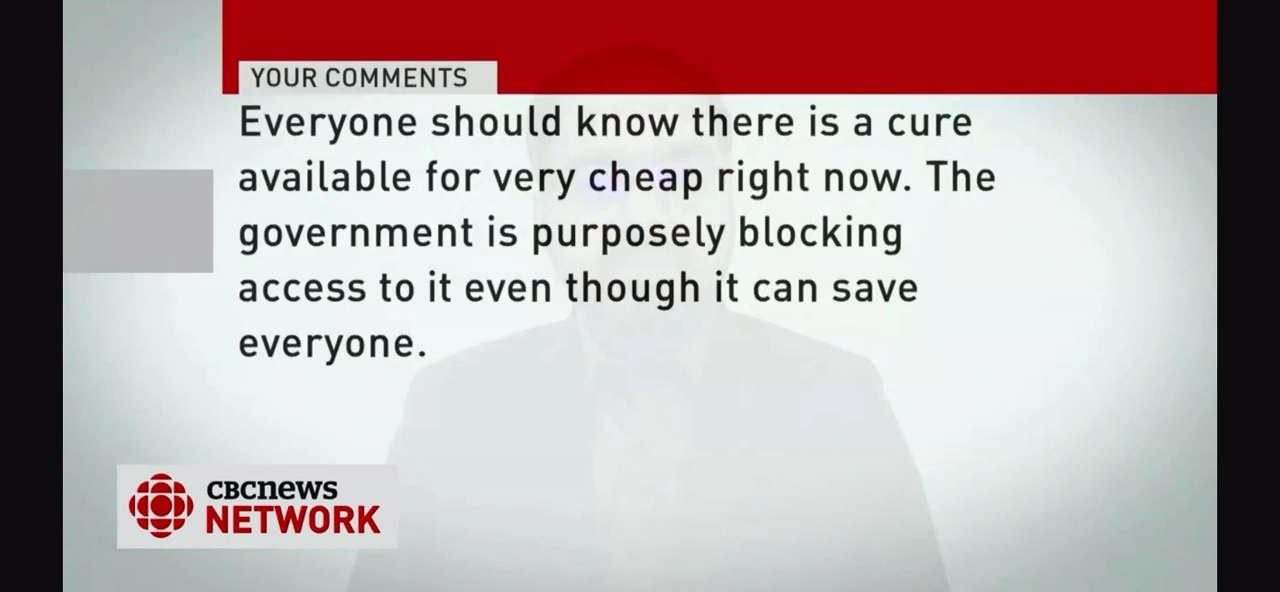 YOUR COMMENTS
Everyone should know there is a cure
available for very cheap right now. The
government is purposely blocking
access to it even though it can save
everyone.
CBCnews
NETWORK